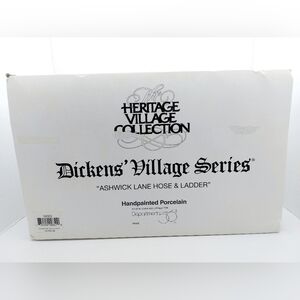 The
HERITAGE
VILLAGE
COLLECTION
Dickens' Village Series®
"ASHWICK LANE HOSE & LADDER"
Handpainted Porcelain
Department 56